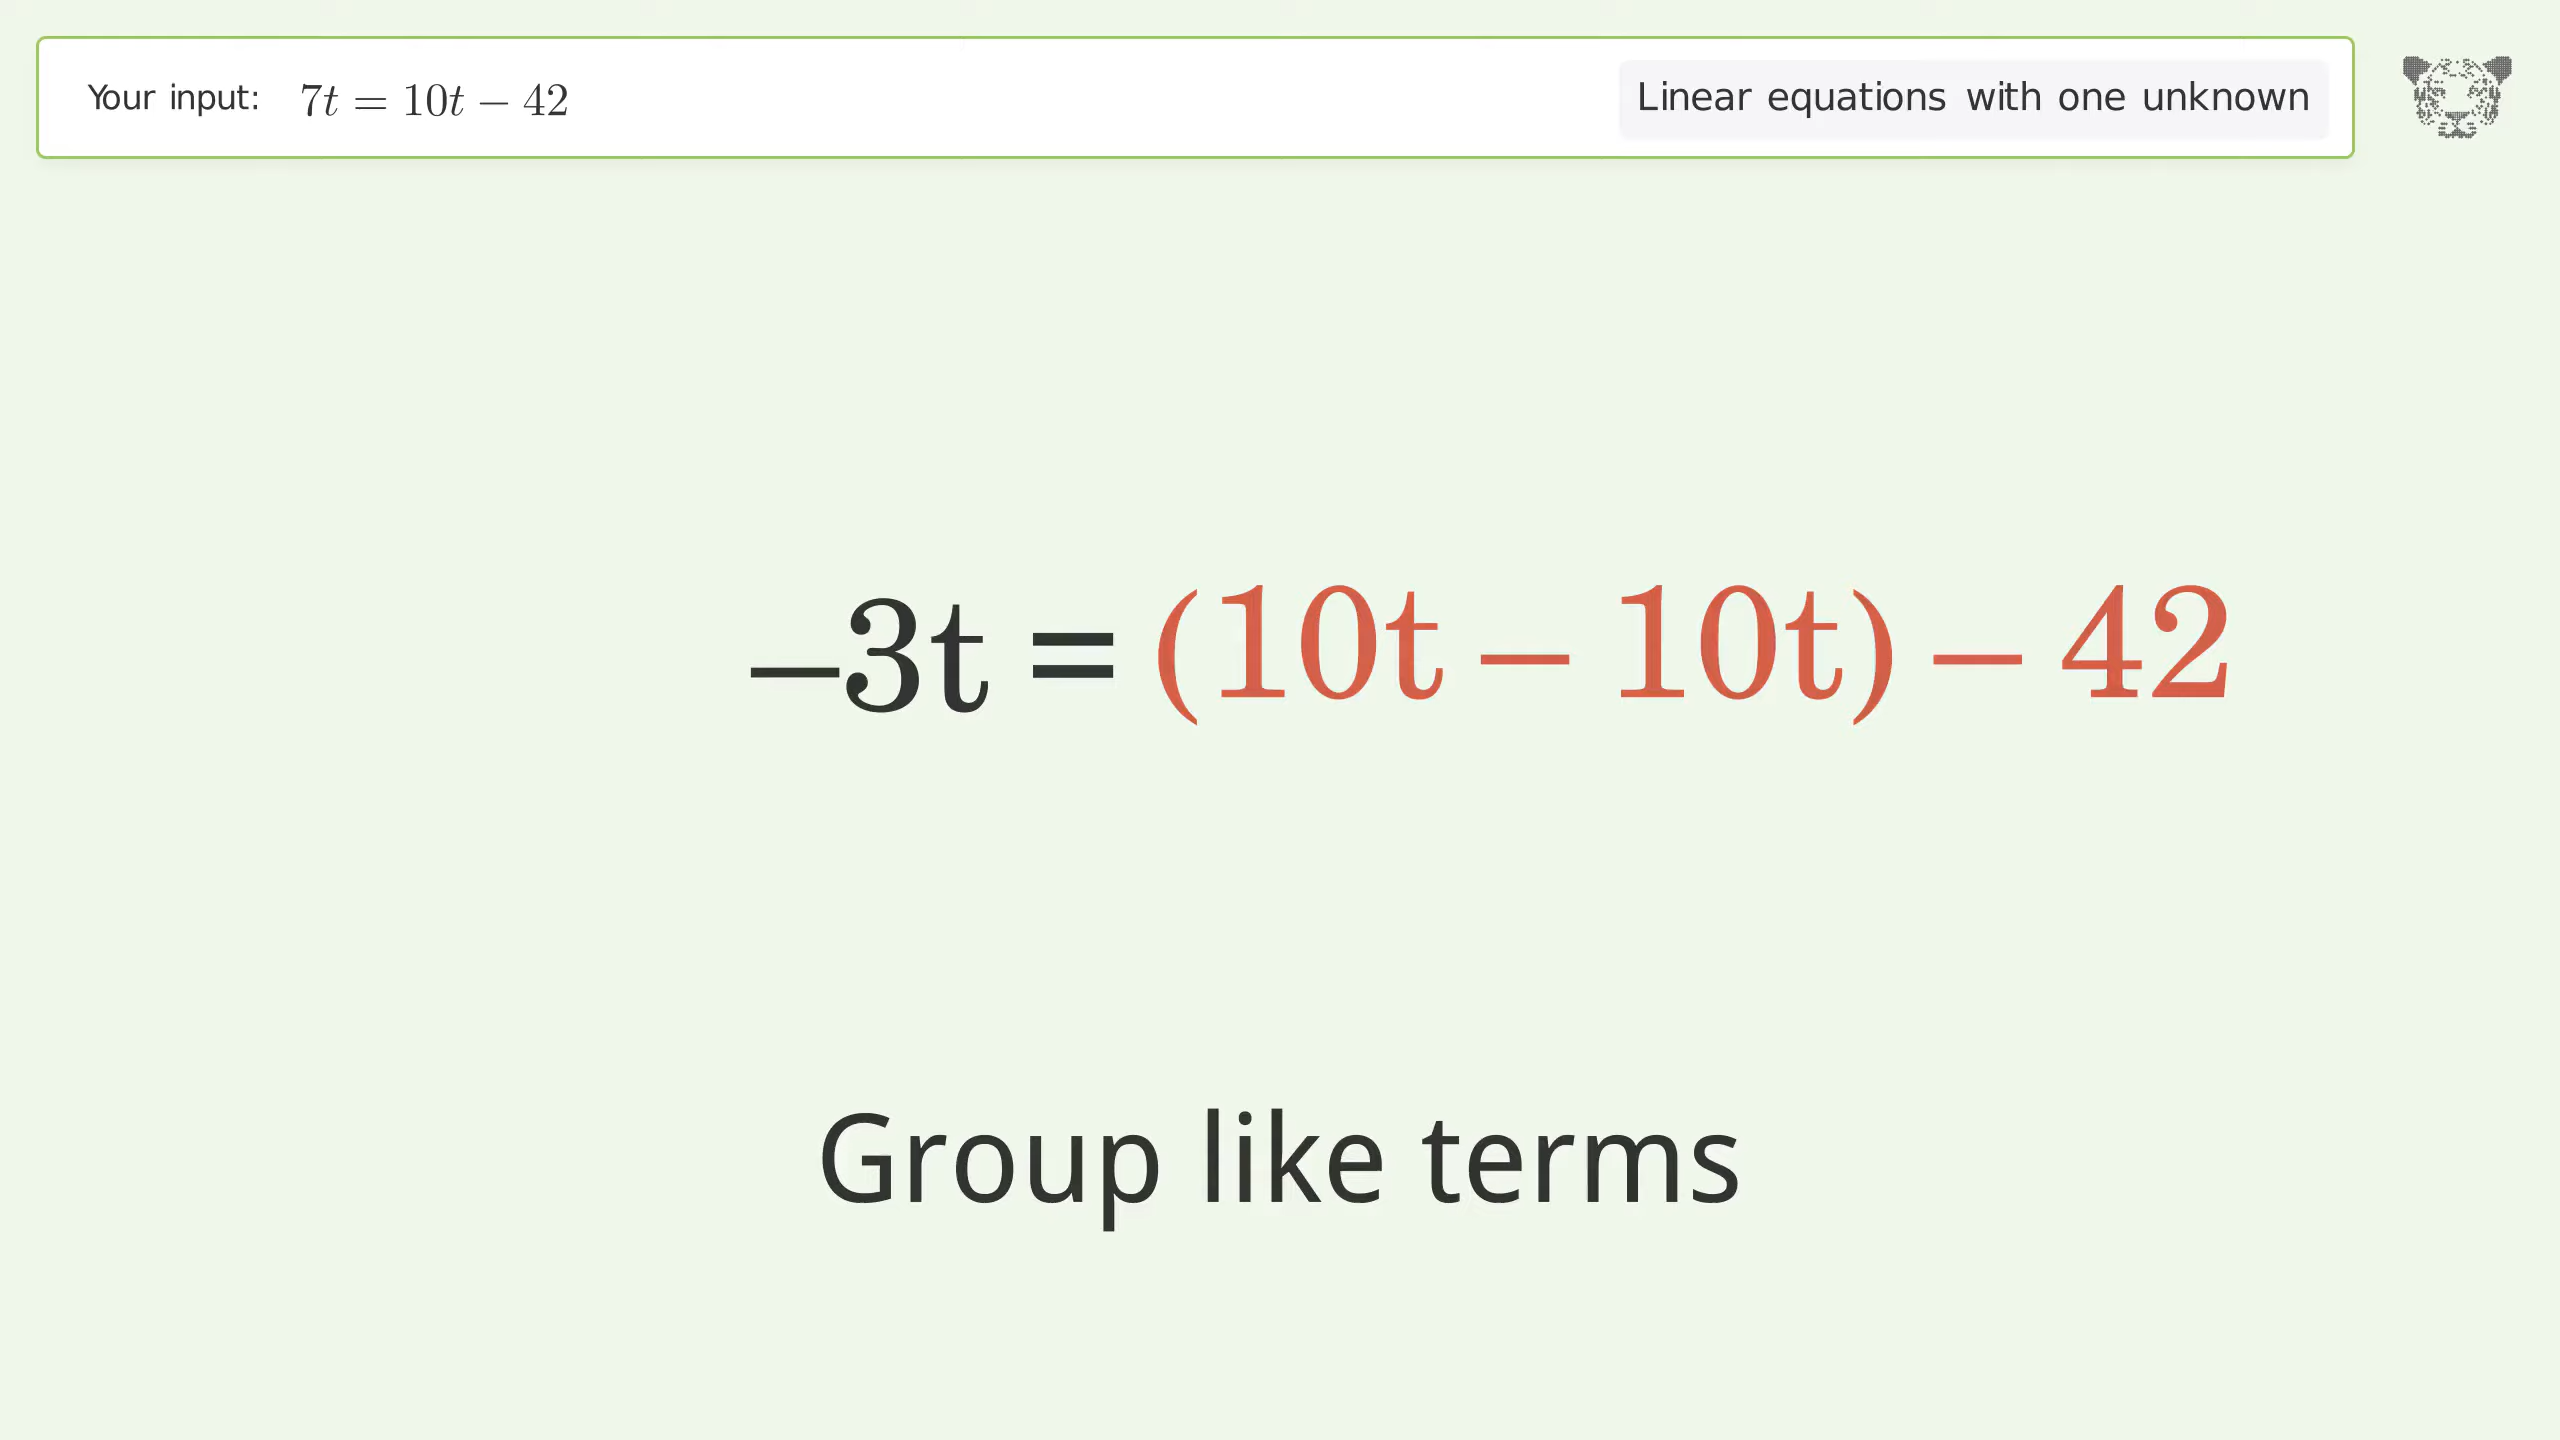 Your input: 7t = 10t − 42
Linear equations with one unknown
−3t = (10t − 10t) − 42
Group like terms